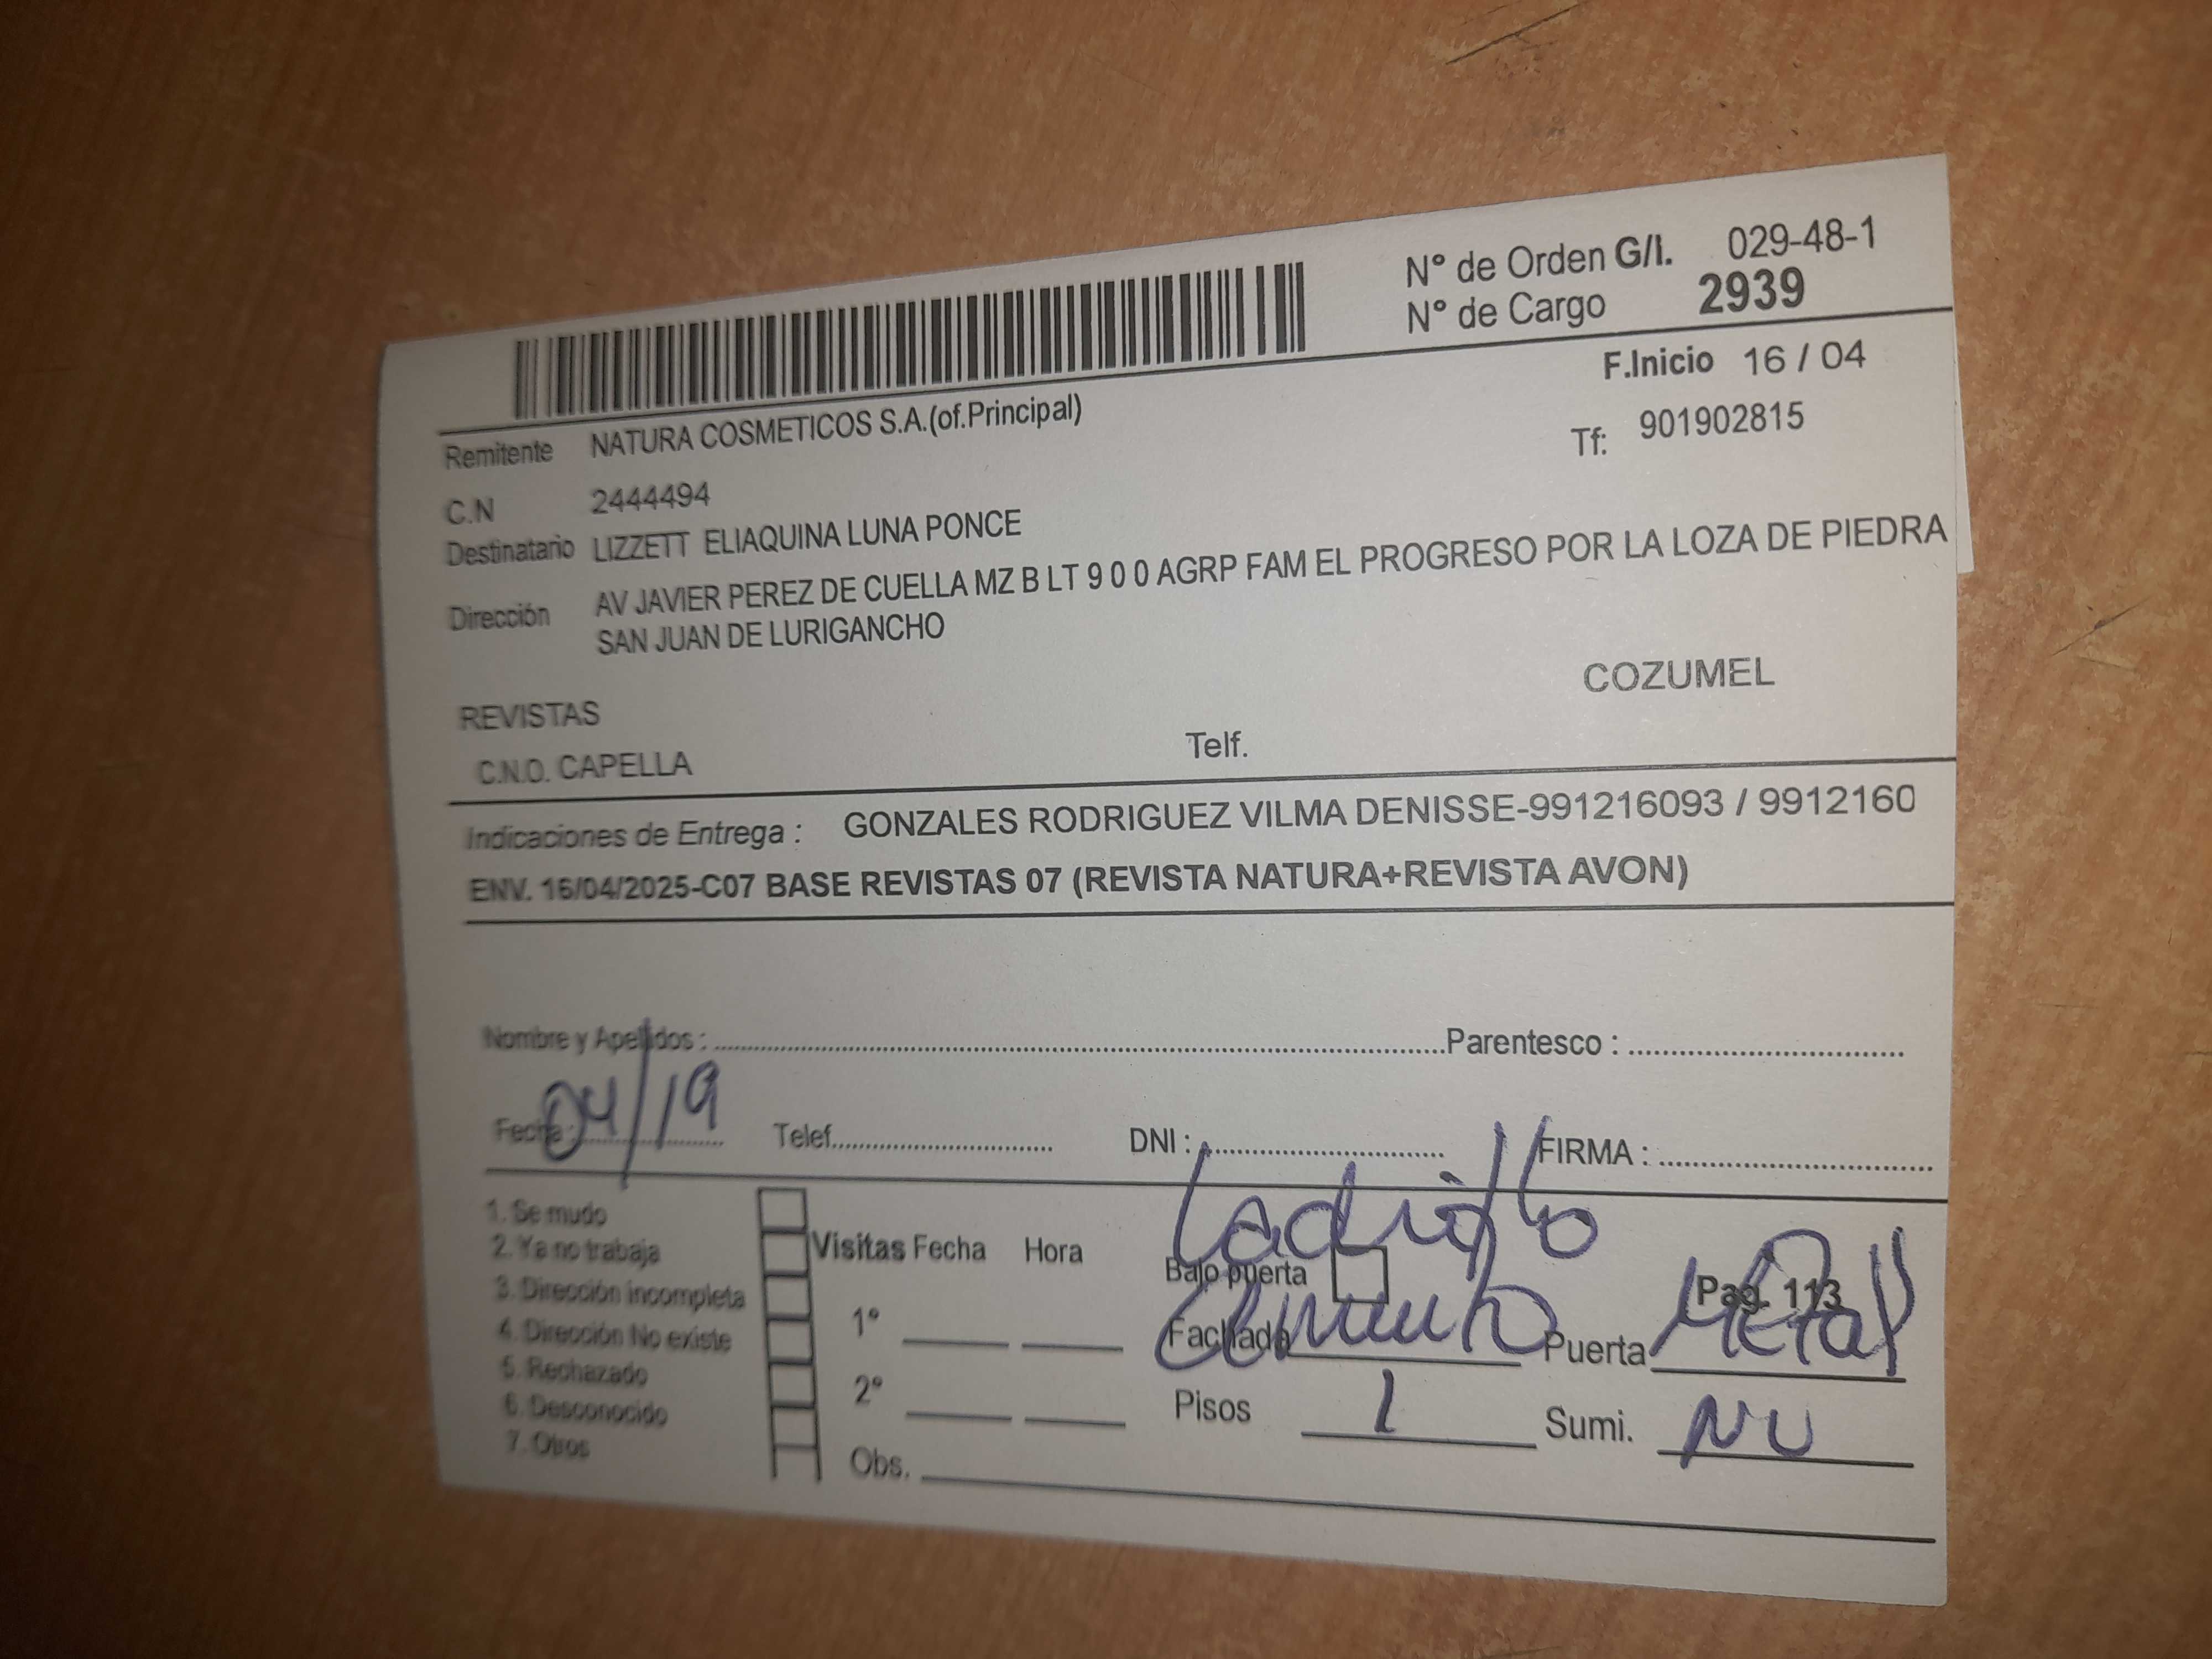 N° de Orden G/I. 029-48-1
N° de Cargo 2939
F.Inicio 16 / 04
Remitente NATURA COSMETICOS S.A.(of.Principal)
Tf: 901902815
C.N 2444494
Destinatario LIZZETT ELIAQUINA LUNA PONCE
Dirección AV JAVIER PEREZ DE CUELLA MZ B LT 9 0 0 AGRP FAM EL PROGRESO POR LA LOZA DE PIEDRA
SAN JUAN DE LURIGANCHO
COZUMEL
REVISTAS
C.N.O. CAPELLA Telf.
Indicaciones de Entrega : GONZALES RODRIGUEZ VILMA DENISSE-991216093 / 9912160
ENV. 16/04/2025-C07 BASE REVISTAS 07 (REVISTA NATURA+REVISTA AVON)
Nombre y Apellidos : Parentesco :
Fecha : 04/19 Telef. DNI : FIRMA :
1. Se mudo
2. Ya no trabaja
3. Dirección incompleta
4. Dirección No existe
5. Rechazado
6. Desconocido
7. Otros
Visitas Fecha Hora
1°
2°
Obs.
Ladrillo
Bajo puerta Pag. 113
Fachada Puerta Metal
Pisos 1 Sumi. NU